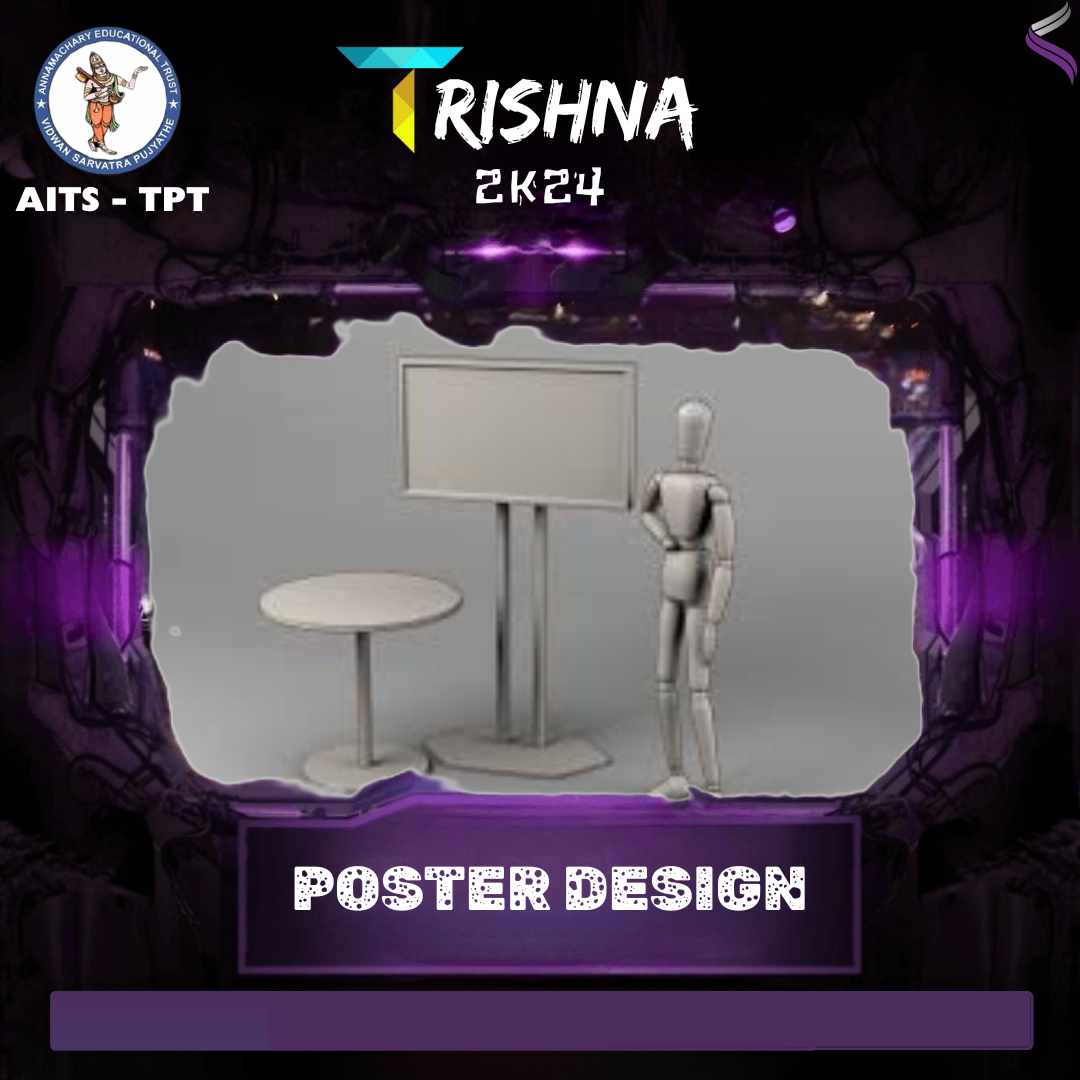 ANNAMACHARY EDUCATIONAL TRUST
VIDWAN SARVATRA PUJYATHE
AITS - TPT
TRISHNA
2K24
POSTER DESIGN